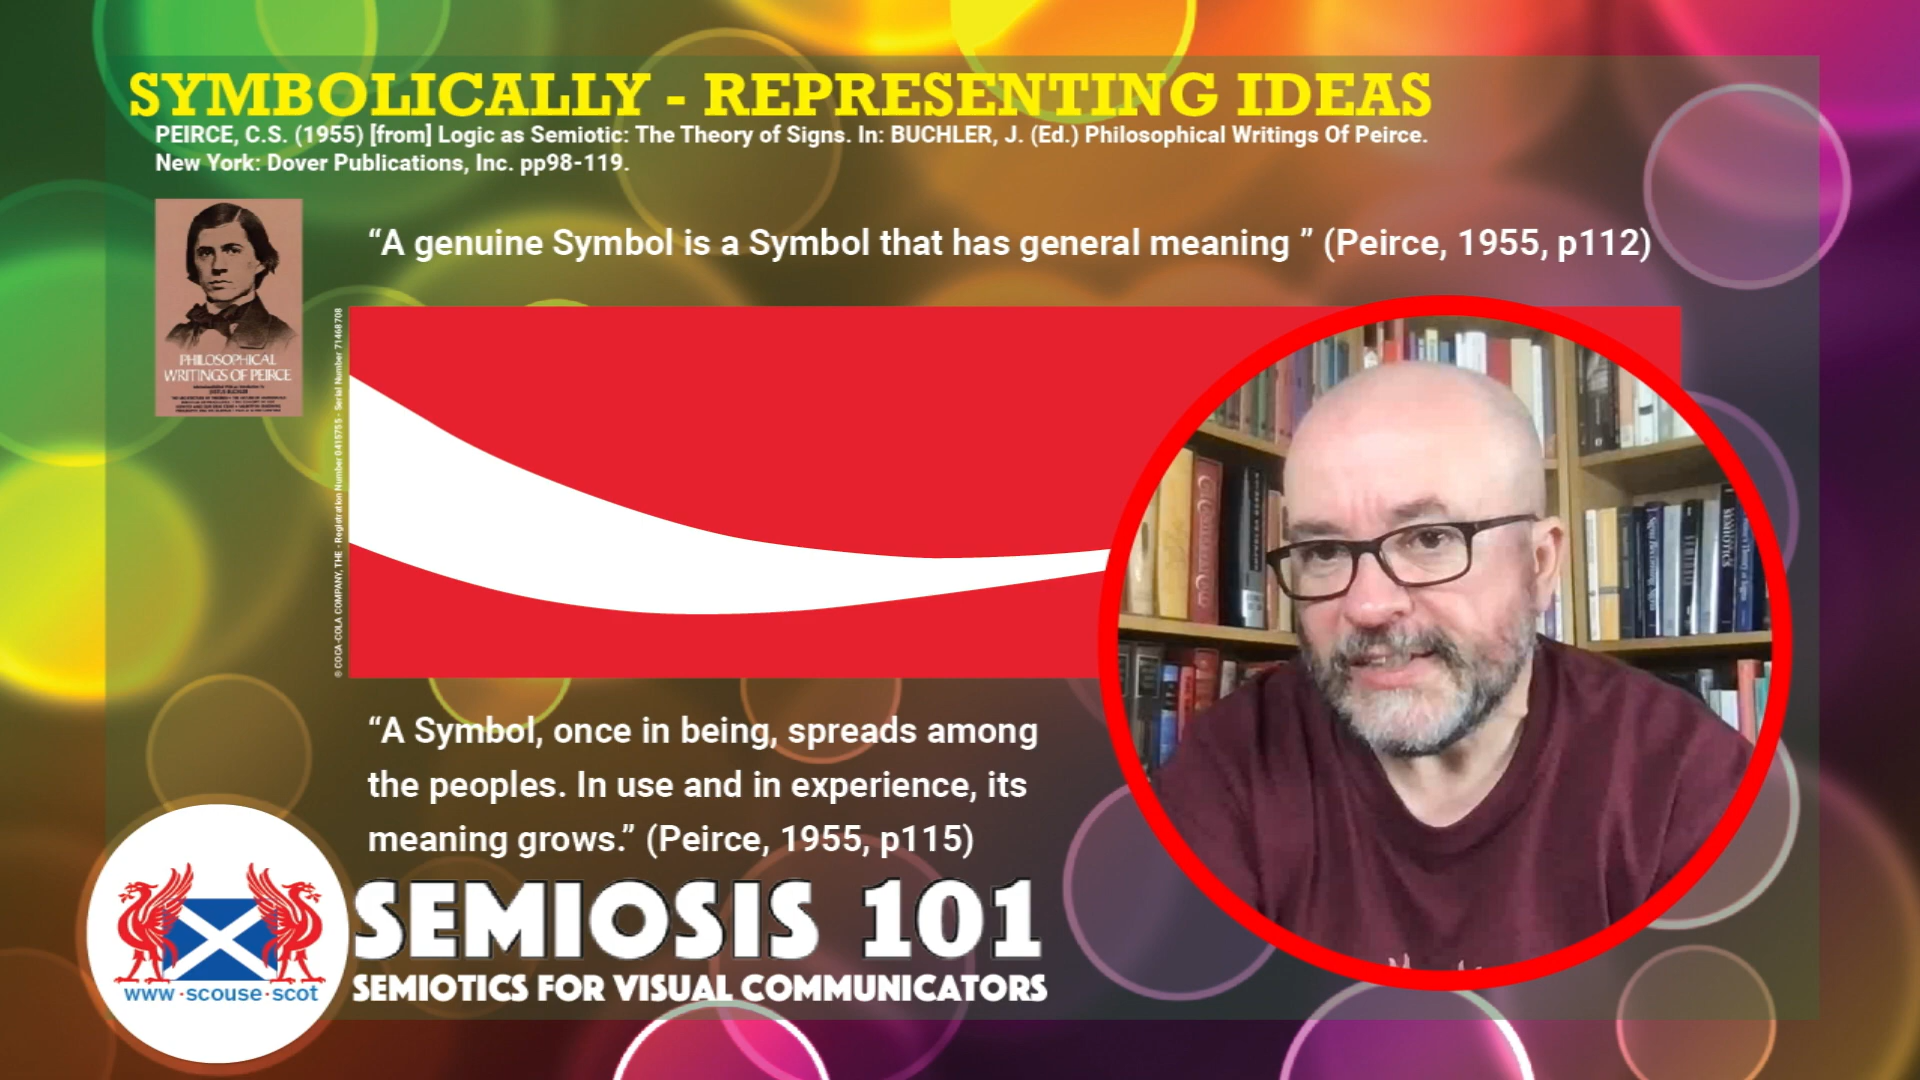 SYMBOLICALLY - REPRESENTING IDEAS
PEIRCE, C.S. (1955) [from] Logic as Semiotic: The Theory of Signs. In: BUCHLER, J. (Ed.) Philosophical Writings Of Peirce.
New York: Dover Publications, Inc. pp98-119.
“A genuine Symbol is a Symbol that has general meaning ” (Peirce, 1955, p112)
PHILOSOPHICAL
WRITINGS OF PEIRCE
© COCA-COLA COMPANY, THE - Registration Number 0415755 - Serial Number 71468708
“A Symbol, once in being, spreads among
the peoples. In use and in experience, its
meaning grows.” (Peirce, 1955, p115)
SEMIOSIS 101
SEMIOTICS FOR VISUAL COMMUNICATORS
www·scouse·scot